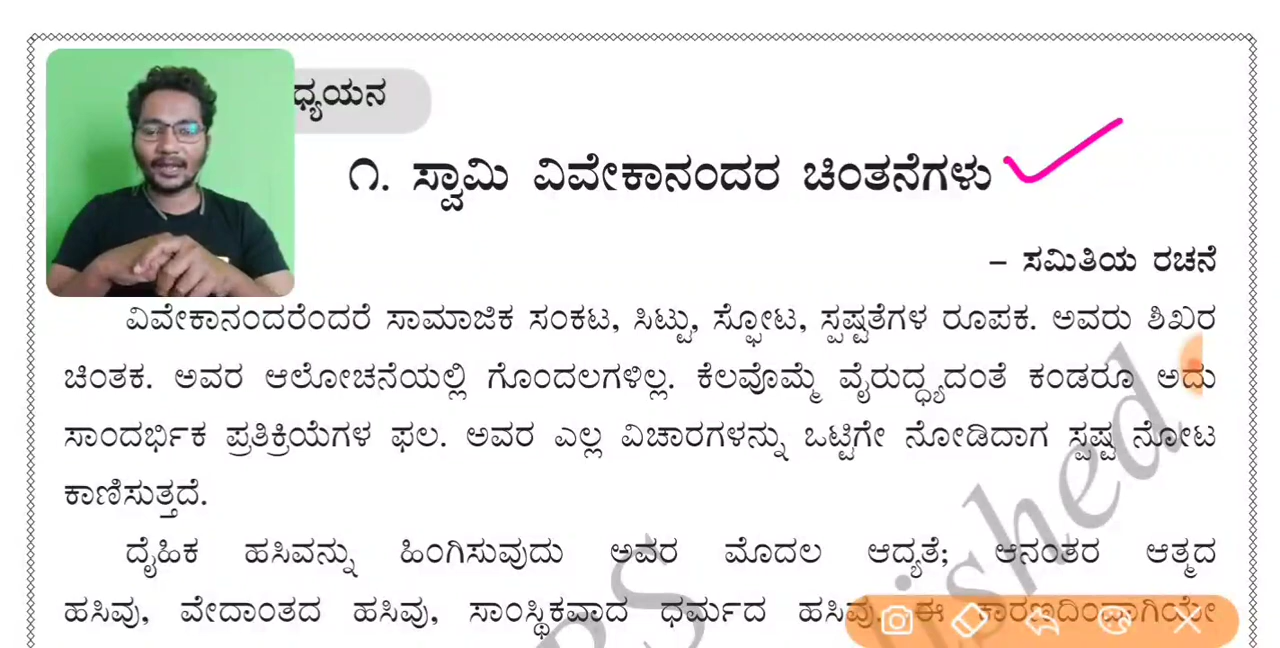 ಧ್ಯಯನ
೧. ಸ್ವಾಮಿ ವಿವೇಕಾನಂದರ ಚಿಂತನೆಗಳು
– ಸಮಿತಿಯ ರಚನೆ
ವಿವೇಕಾನಂದರೆಂದರೆ ಸಾಮಾಜಿಕ ಸಂಕಟ, ಸಿಟ್ಟು, ಸ್ಫೋಟ, ಸ್ಪಷ್ಟತೆಗಳ ರೂಪಕ. ಅವರು ಶಿಖರ
ಚಿಂತಕ. ಅವರ ಆಲೋಚನೆಯಲ್ಲಿ ಗೊಂದಲಗಳಿಲ್ಲ. ಕೆಲವೊಮ್ಮೆ ವೈರುದ್ಧ್ಯದಂತೆ ಕಂಡರೂ ಅದು
ಸಾಂದರ್ಭಿಕ ಪ್ರತಿಕ್ರಿಯೆಗಳ ಫಲ. ಅವರ ಎಲ್ಲ ವಿಚಾರಗಳನ್ನು ಒಟ್ಟಿಗೇ ನೋಡಿದಾಗ ಸ್ಪಷ್ಟ ನೋಟ
ಕಾಣಿಸುತ್ತದೆ.
ದೈಹಿಕ ಹಸಿವನ್ನು ಹಿಂಗಿಸುವುದು ಅವರ ಮೊದಲ ಆದ್ಯತೆ; ಆನಂತರ ಆತ್ಮದ
ಹಸಿವು, ವೇದಾಂತದ ಹಸಿವು, ಸಾಂಸ್ಥಿಕವಾದ ಧರ್ಮದ ಹಸಿವು. ಈ ಕಾರಣದಿಂದಾಗಿಯೇ